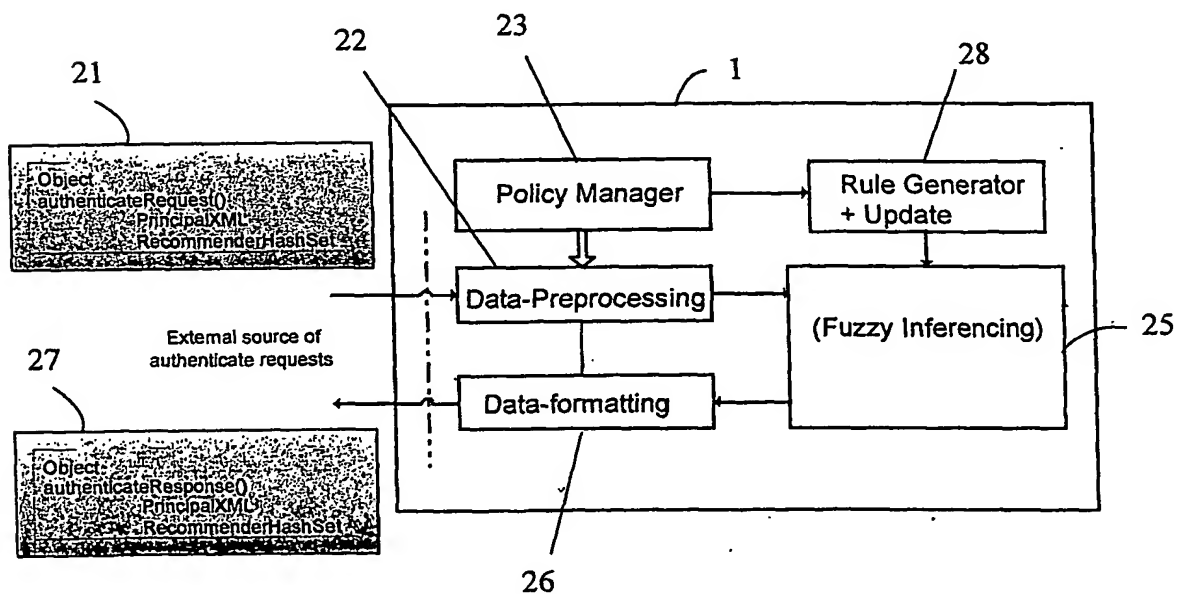 22
23
1
28
21
Object
authenticateRequest()
PrincipalXML
RecommenderHashSet
Policy Manager
Rule Generator
+ Update
Data-Preprocessing
(Fuzzy Inferencing)
25
External source of
authenticate requests
27
Data-formatting
Object
authenticateResponse()
PrincipalXML
RecommenderHashSet
26